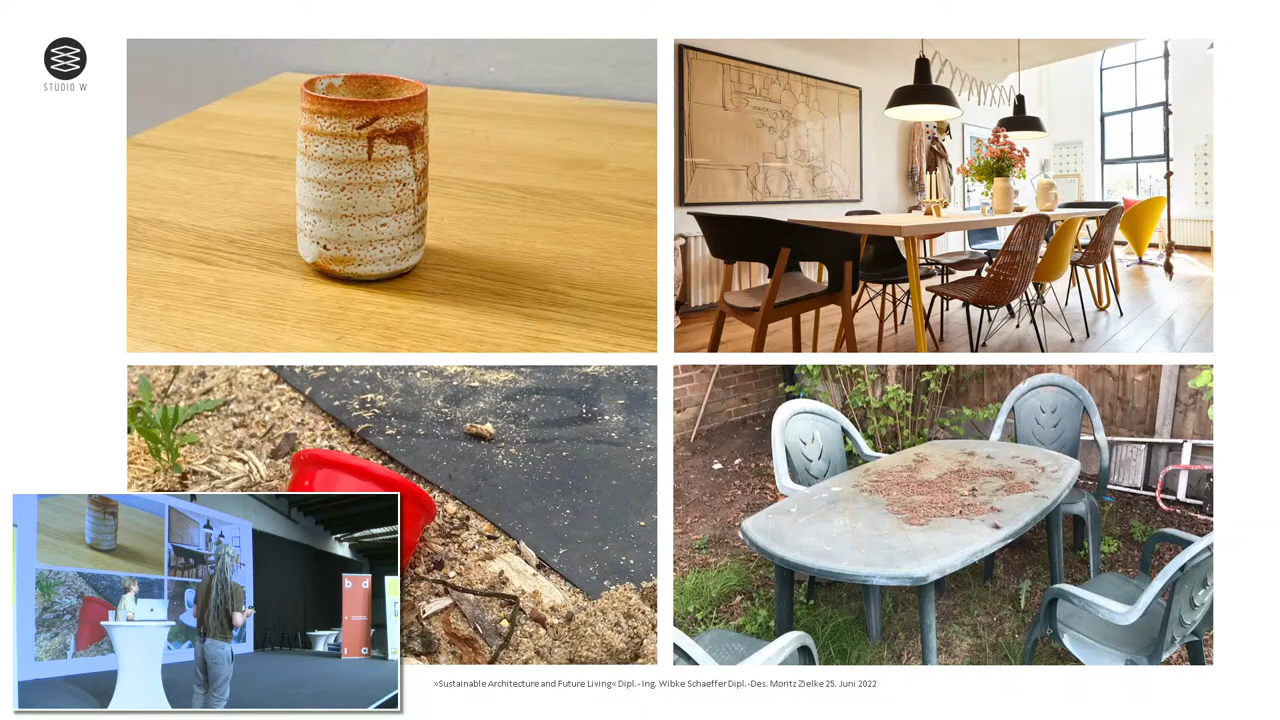 STUDIO W
b d
i a
»Sustainable Architecture and Future Living« Dipl.- Ing. Wibke Schaeffer Dipl. -Des. Moritz Zielke 25. Juni 2022